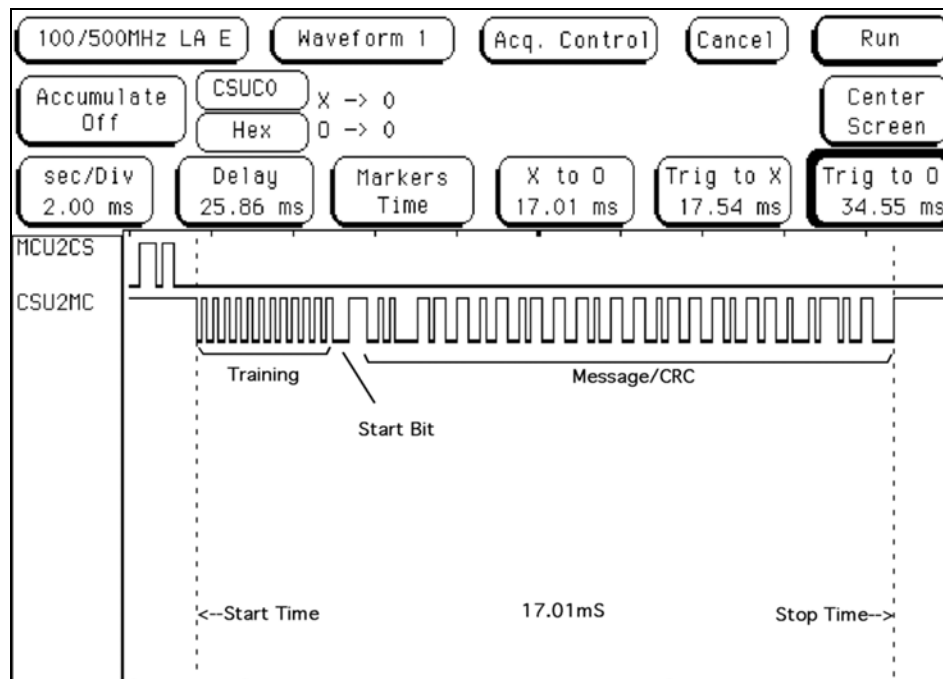 100/500MHz LA E Waveform 1 Acq. Control Cancel Run
Accumulate Off CSUC0 X -> 0 Center Screen
Hex O -> 0
sec/Div Delay Markers X to O Trig to X Trig to O
2.00 ms 25.86 ms Time 17.01 ms 17.54 ms 34.55 ms
MCU2CS
CSU2MC
Training Message/CRC
Start Bit
<--Start Time 17.01mS Stop Time-->